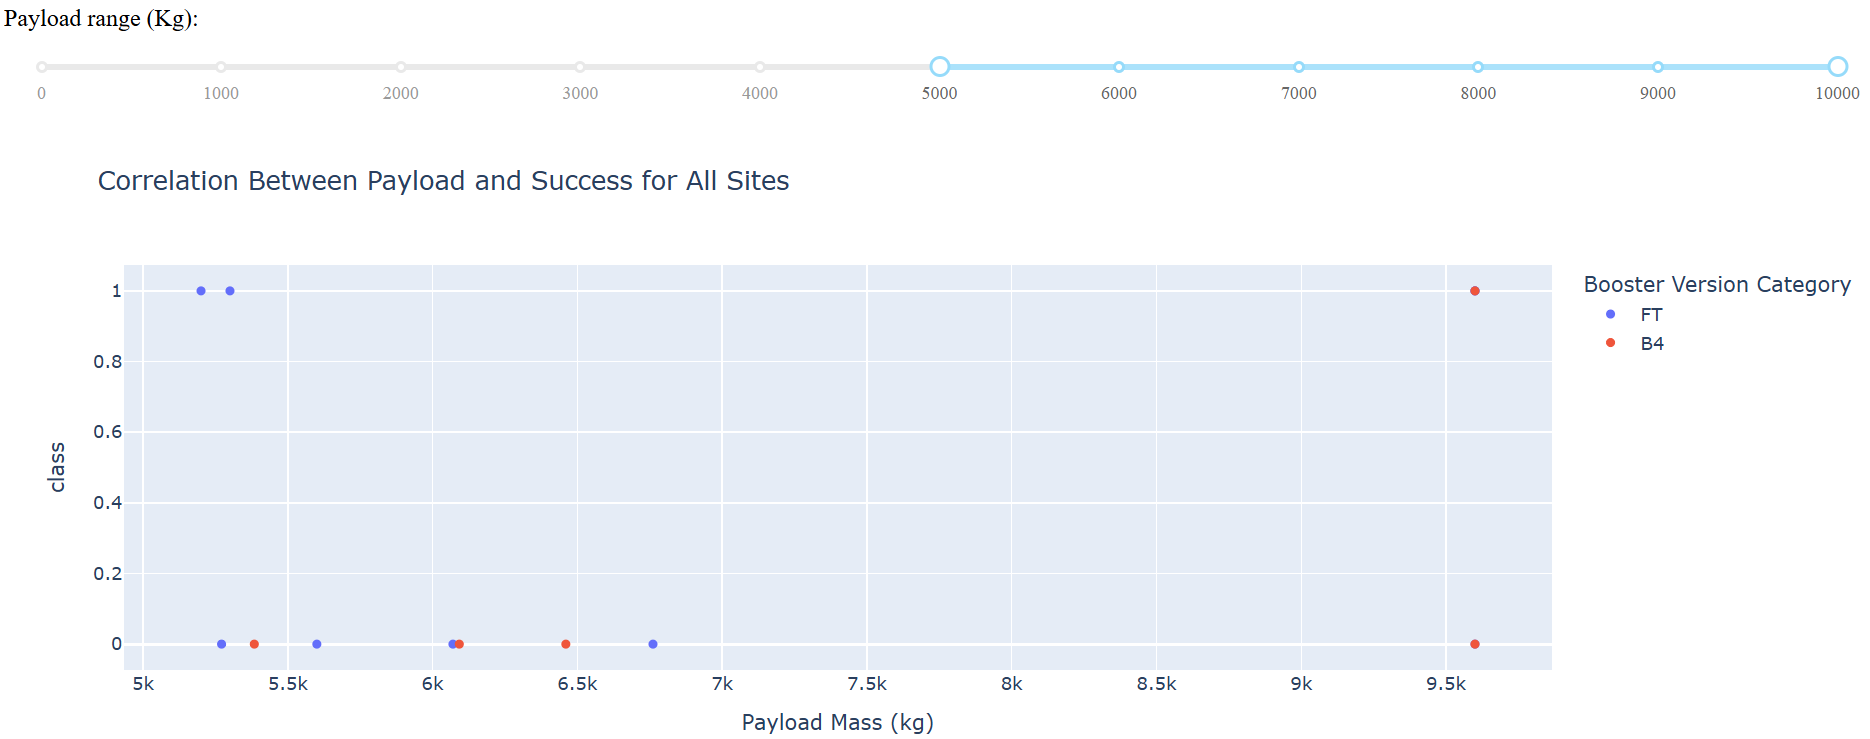 Payload range (Kg):
0 1000 2000 3000 4000 5000 6000 7000 8000 9000 10000
Correlation Between Payload and Success for All Sites
Booster Version Category
FT
B4
1
0.8
0.6
0.4
0.2
0
class
5k 5.5k 6k 6.5k 7k 7.5k 8k 8.5k 9k 9.5k
Payload Mass (kg)